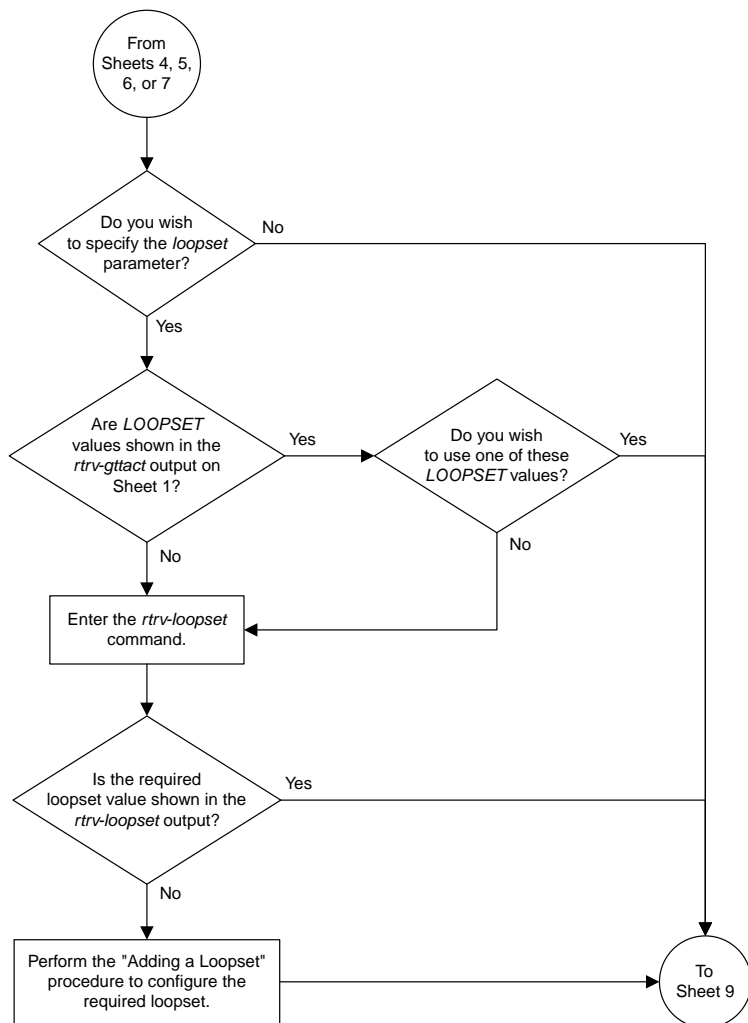 From
Sheets 4, 5,
6, or 7
Do you wish
to specify the loopset
parameter?
No
Yes
Are LOOPSET
values shown in the
rtrv-gttact output on
Sheet 1?
Yes
No
Do you wish
to use one of these
LOOPSET values?
Yes
No
Enter the rtrv-loopset
command.
Is the required
loopset value shown in the
rtrv-loopset output?
Yes
No
Perform the "Adding a Loopset"
procedure to configure the
required loopset.
To
Sheet 9